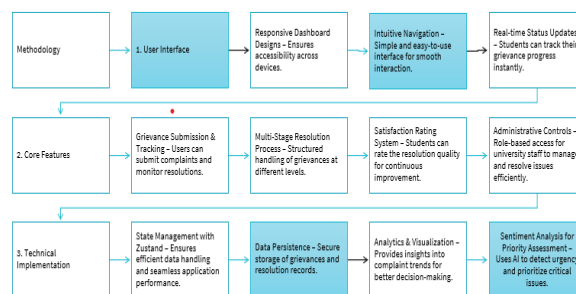 Methodology
1. User Interface
Responsive Dashboard
Designs – Ensures
accessibility across
devices.
Intuitive Navigation –
Simple and easy-to-use
interface for smooth
interaction.
Real-time Status Updates
– Students can track their
grievance progress
instantly.
2. Core Features
Grievance Submission &
Tracking – Users can
submit complaints and
monitor resolutions.
Multi-Stage Resolution
Process – Structured
handling of grievances at
different levels.
Satisfaction Rating
System – Students can
rate the resolution quality
for continuous
improvement.
Administrative Controls –
Role-based access for
university staff to manage
and resolve issues
efficiently.
3. Technical
Implementation
State Management with
Zustand – Ensures
efficient data handling
and seamless application
performance.
Data Persistence – Secure
storage of grievances and
resolution records.
Analytics & Visualization –
Provides insights into
complaint trends for
better decision-making.
Sentiment Analysis for
Priority Assessment –
Uses AI to detect urgency
and prioritize critical
issues.